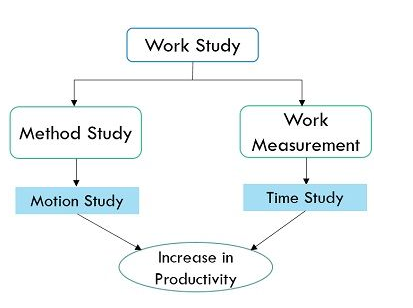 Work Study
Method Study
Work
Measurement
Motion Study
Time Study
Increase in
Productivity